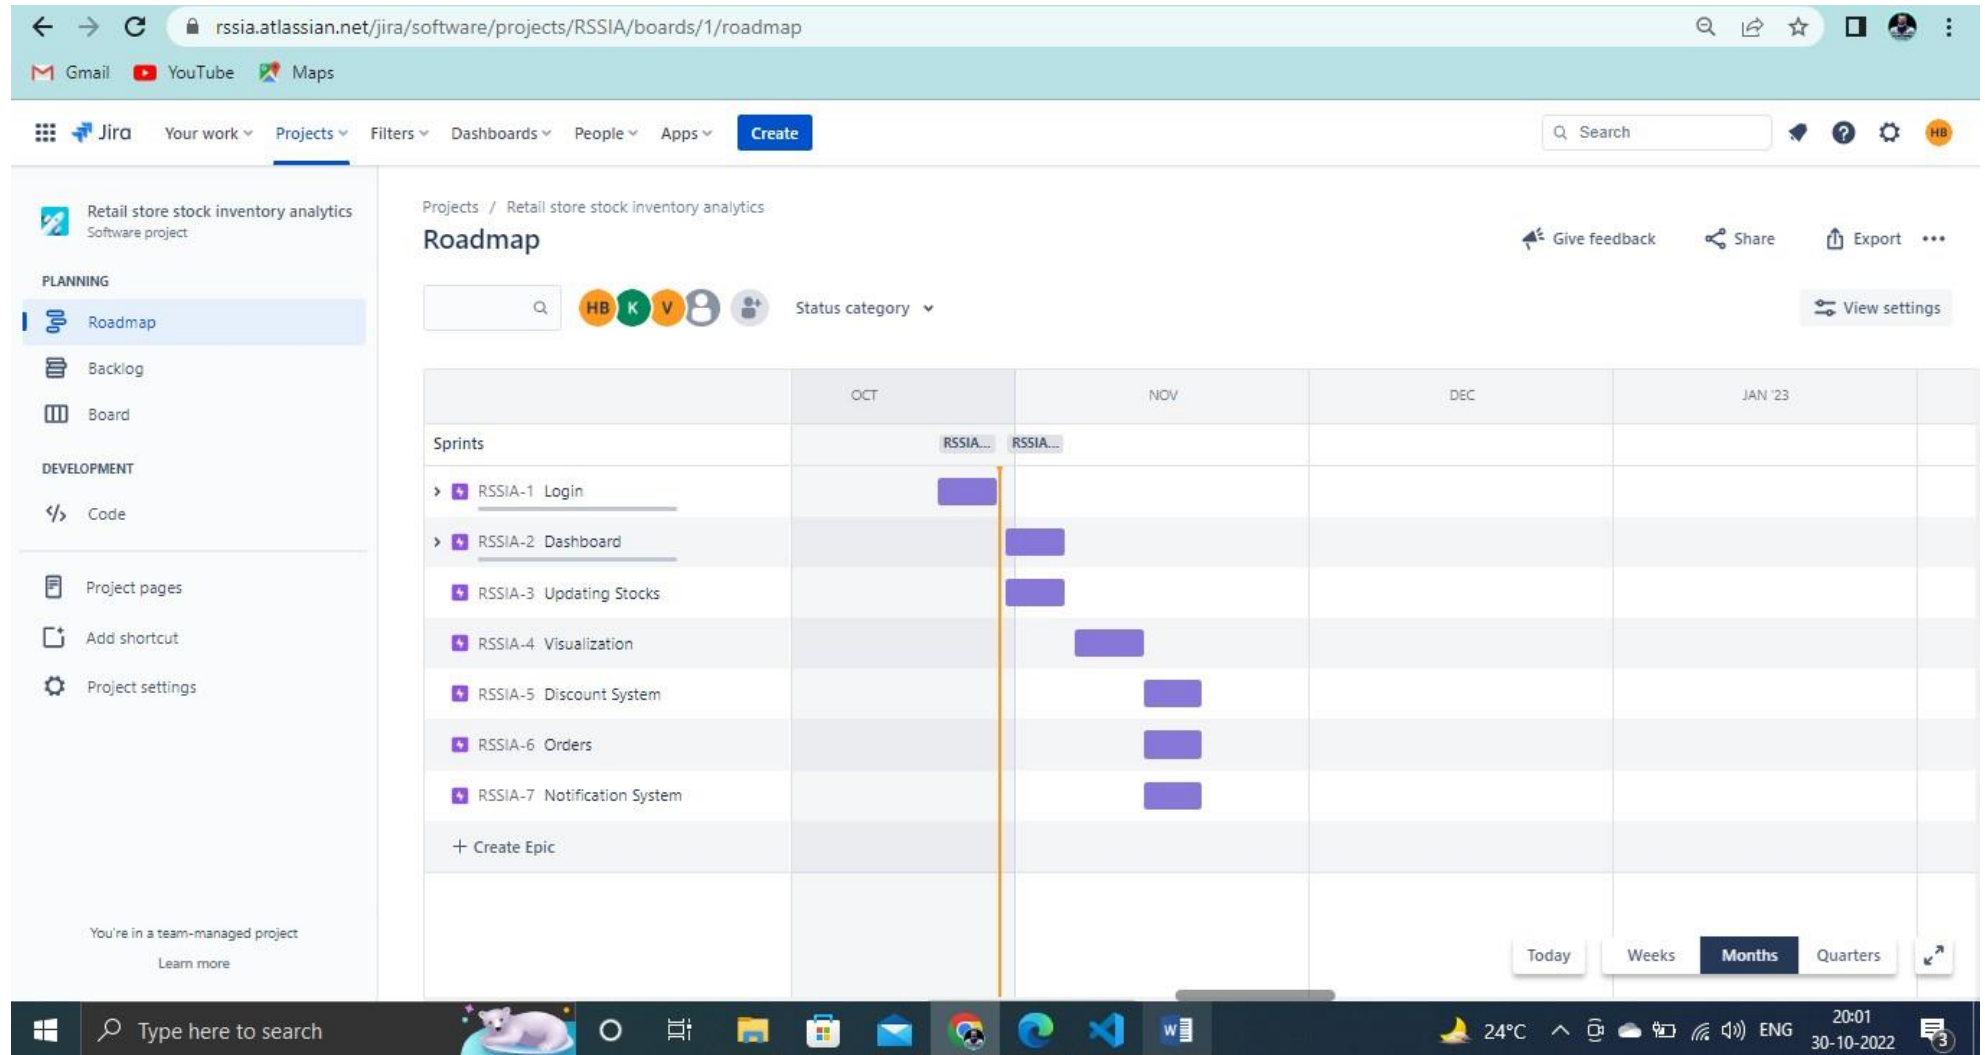 rssia.atlassian.net/jira/software/projects/RSSIA/boards/1/roadmap
Gmail YouTube Maps
Jira Your work Projects Filters Dashboards People Apps Create Search HB
Retail store stock inventory analytics
Software project
PLANNING
Roadmap
Backlog
Board
DEVELOPMENT
Code
Project pages
Add shortcut
Project settings
You're in a team-managed project
Learn more
Projects / Retail store stock inventory analytics
Roadmap
Give feedback Share Export
HB K V Status category View settings
OCT NOV DEC JAN '23
Sprints RSSIA... RSSIA...
RSSIA-1 Login
RSSIA-2 Dashboard
RSSIA-3 Updating Stocks
RSSIA-4 Visualization
RSSIA-5 Discount System
RSSIA-6 Orders
RSSIA-7 Notification System
+ Create Epic
Today Weeks Months Quarters
Type here to search
24°C ENG
20:01
30-10-2022
3